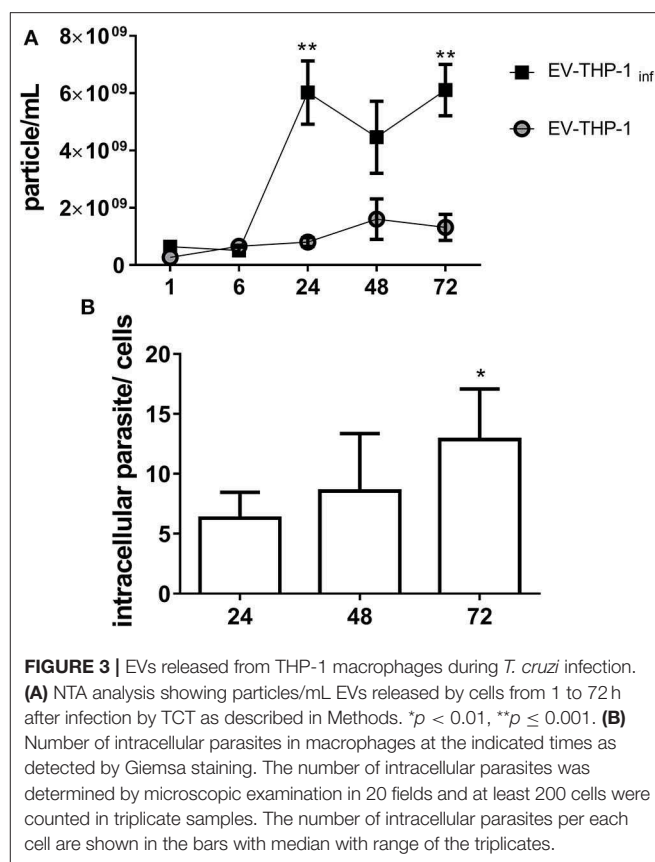 A
8×10⁰⁹
6×10⁰⁹
4×10⁰⁹
2×10⁰⁹
0
particle/mL
** **
EV-THP-1 inf
EV-THP-1
1 6 24 48 72
B
20
15
10
5
0
intracellular parasite/ cells
*
24 48 72
FIGURE 3 | EVs released from THP-1 macrophages during T. cruzi infection.
(A) NTA analysis showing particles/mL EVs released by cells from 1 to 72 h
after infection by TCT as described in Methods. *p < 0.01, **p ≤ 0.001. (B)
Number of intracellular parasites in macrophages at the indicated times as
detected by Giemsa staining. The number of intracellular parasites was
determined by microscopic examination in 20 fields and at least 200 cells were
counted in triplicate samples. The number of intracellular parasites per each
cell are shown in the bars with median with range of the triplicates.